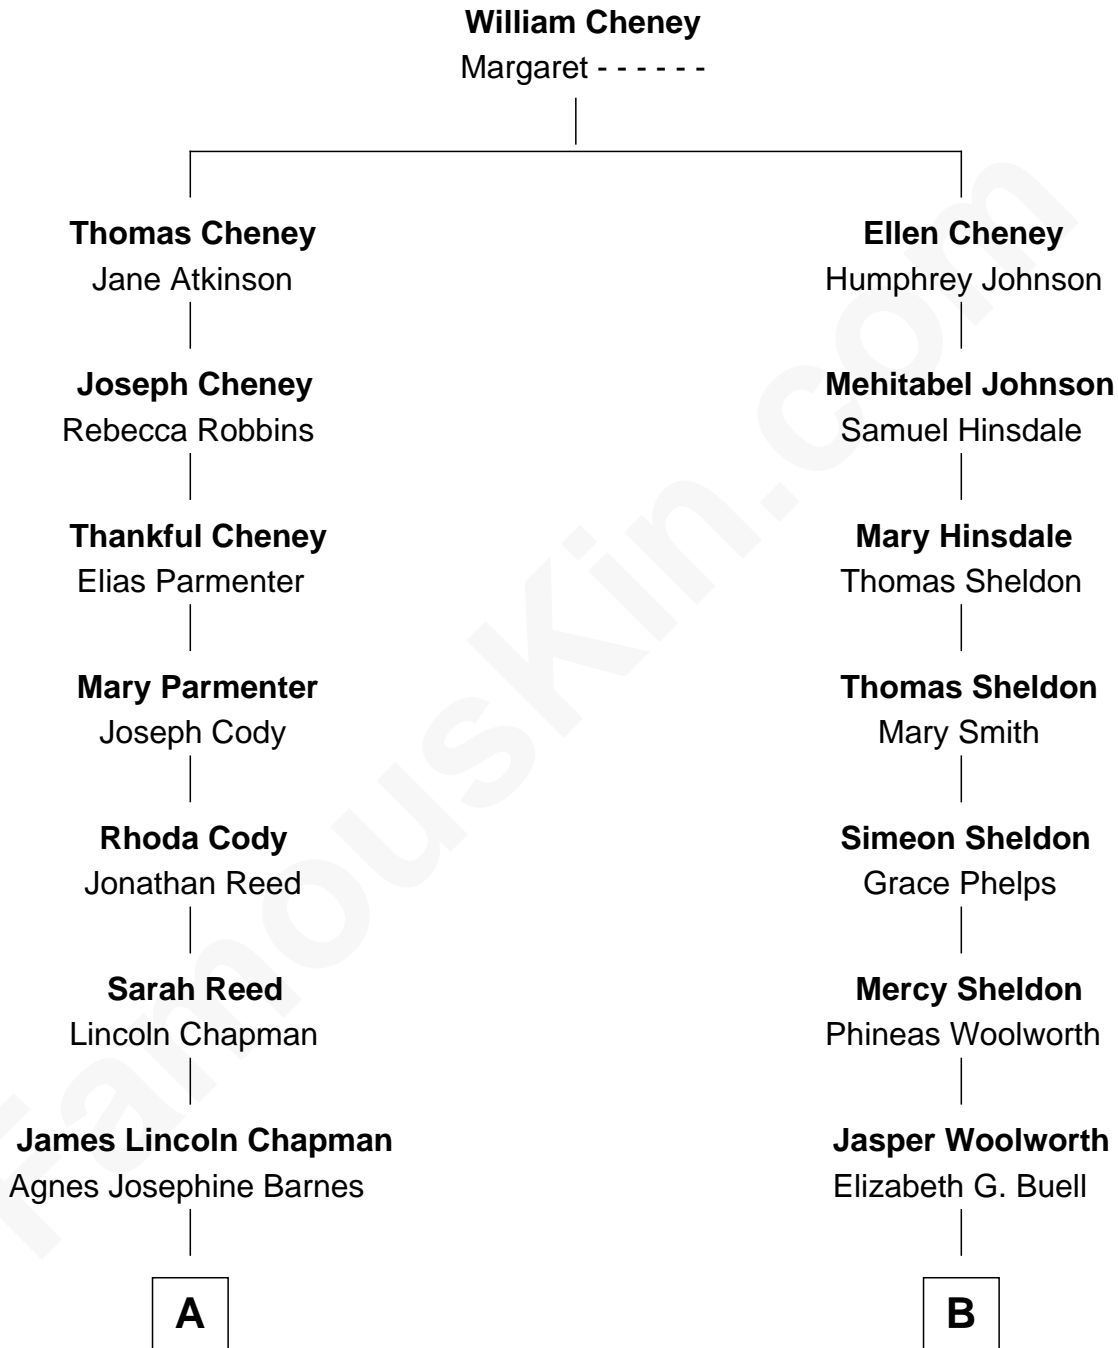 William Cheney
Margaret - - - - - -
Thomas Cheney
Jane Atkinson
Ellen Cheney
Humphrey Johnson
Joseph Cheney
Rebecca Robbins
Mehitabel Johnson
Samuel Hinsdale
Thankful Cheney
Elias Parmenter
Mary Hinsdale
Thomas Sheldon
Mary Parmenter
Joseph Cody
Thomas Sheldon
Mary Smith
Rhoda Cody
Jonathan Reed
Simeon Sheldon
Grace Phelps
Sarah Reed
Lincoln Chapman
Mercy Sheldon
Phineas Woolworth
James Lincoln Chapman
Agnes Josephine Barnes
Jasper Woolworth
Elizabeth G. Buell
A
B
FamousKin.com